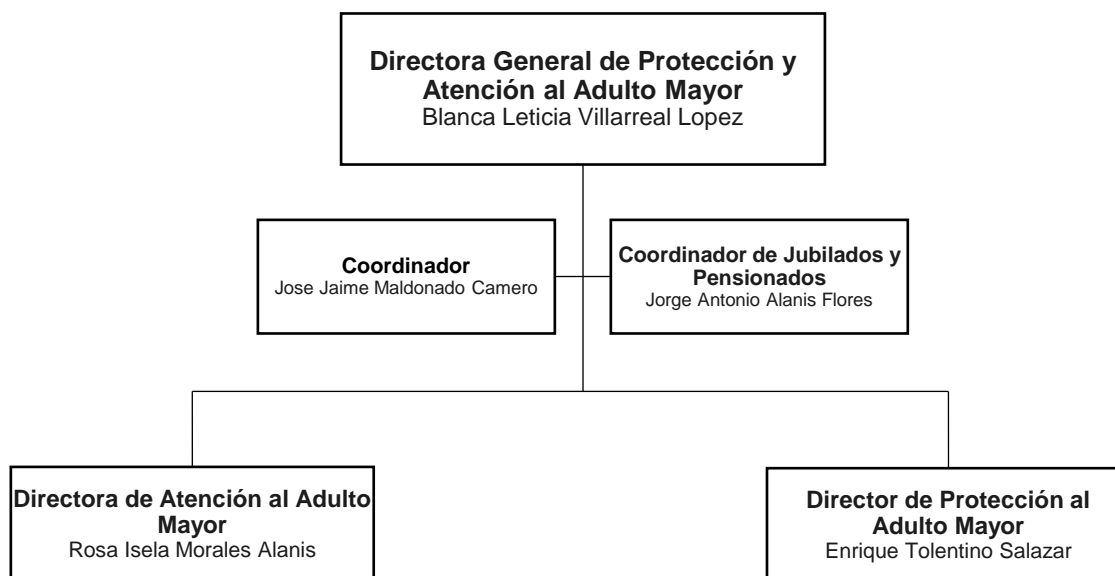 Directora General de Protección y
Atención al Adulto Mayor
Blanca Leticia Villarreal Lopez
Coordinador
Jose Jaime Maldonado Camero
Coordinador de Jubilados y
Pensionados
Jorge Antonio Alanis Flores
Directora de Atención al Adulto
Mayor
Rosa Isela Morales Alanis
Director de Protección al
Adulto Mayor
Enrique Tolentino Salazar